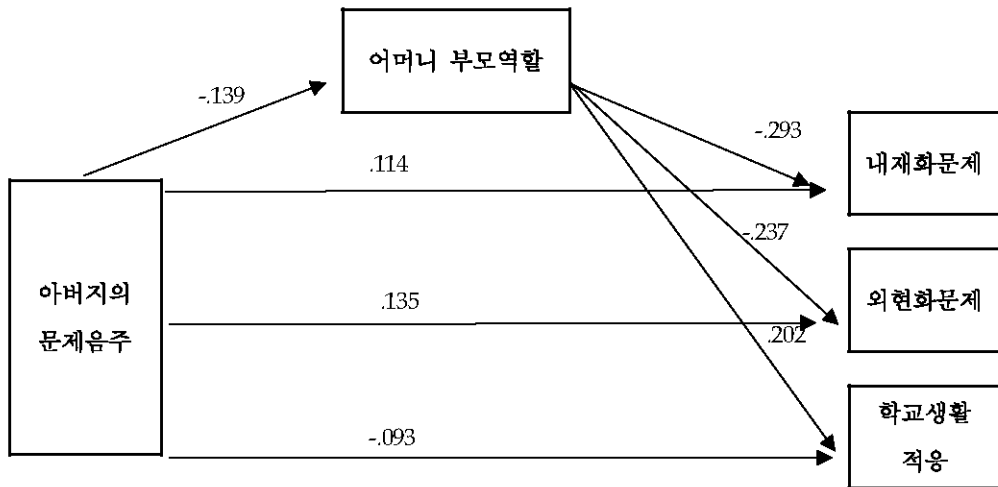 어머니 부모역할
-.139
-.293
.114
내재화문제
-.237
아버지의
문제음주
.135
외현화문제
.202
-.093
학교생활
적응